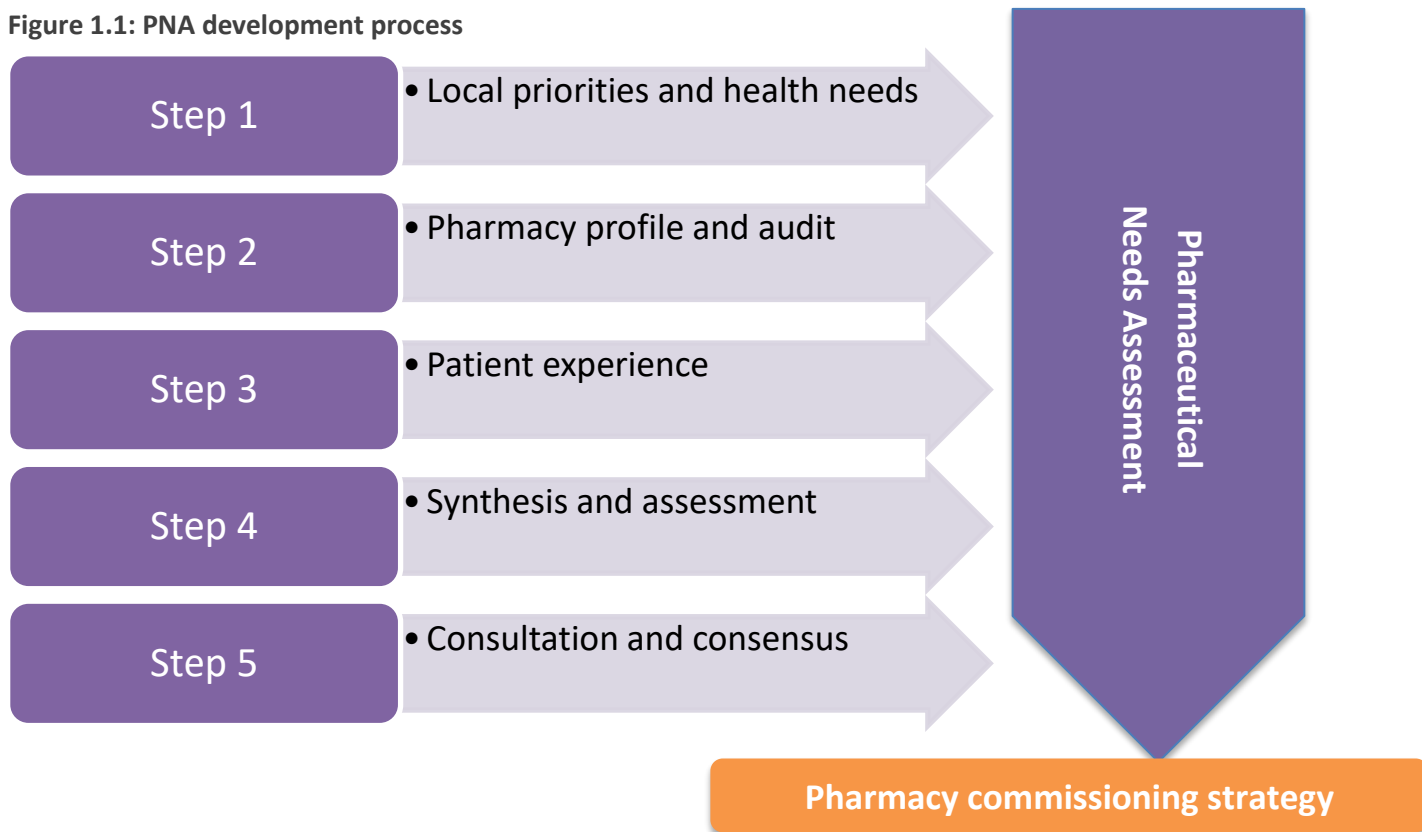 Figure 1.1: PNA development process
Step 1
• Local priorities and health needs
Step 2
• Pharmacy profile and audit
Step 3
• Patient experience
Step 4
• Synthesis and assessment
Step 5
• Consultation and consensus
Pharmaceutical
Needs Assessment
Pharmacy commissioning strategy